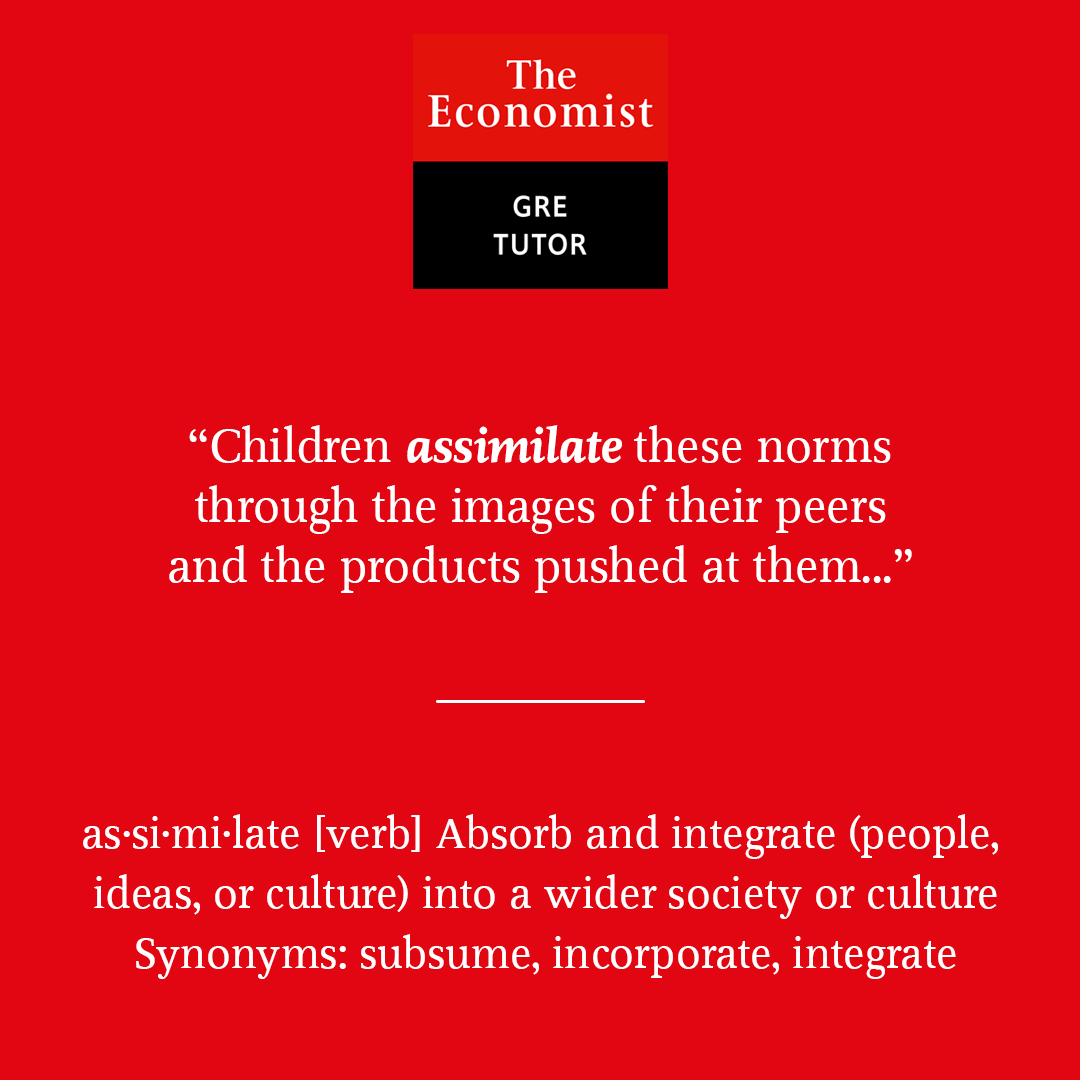 The
Economist
GRE
TUTOR
“Children assimilate these norms
through the images of their peers
and the products pushed at them...”
as·si·mi·late [verb] Absorb and integrate (people,
ideas, or culture) into a wider society or culture
Synonyms: subsume, incorporate, integrate